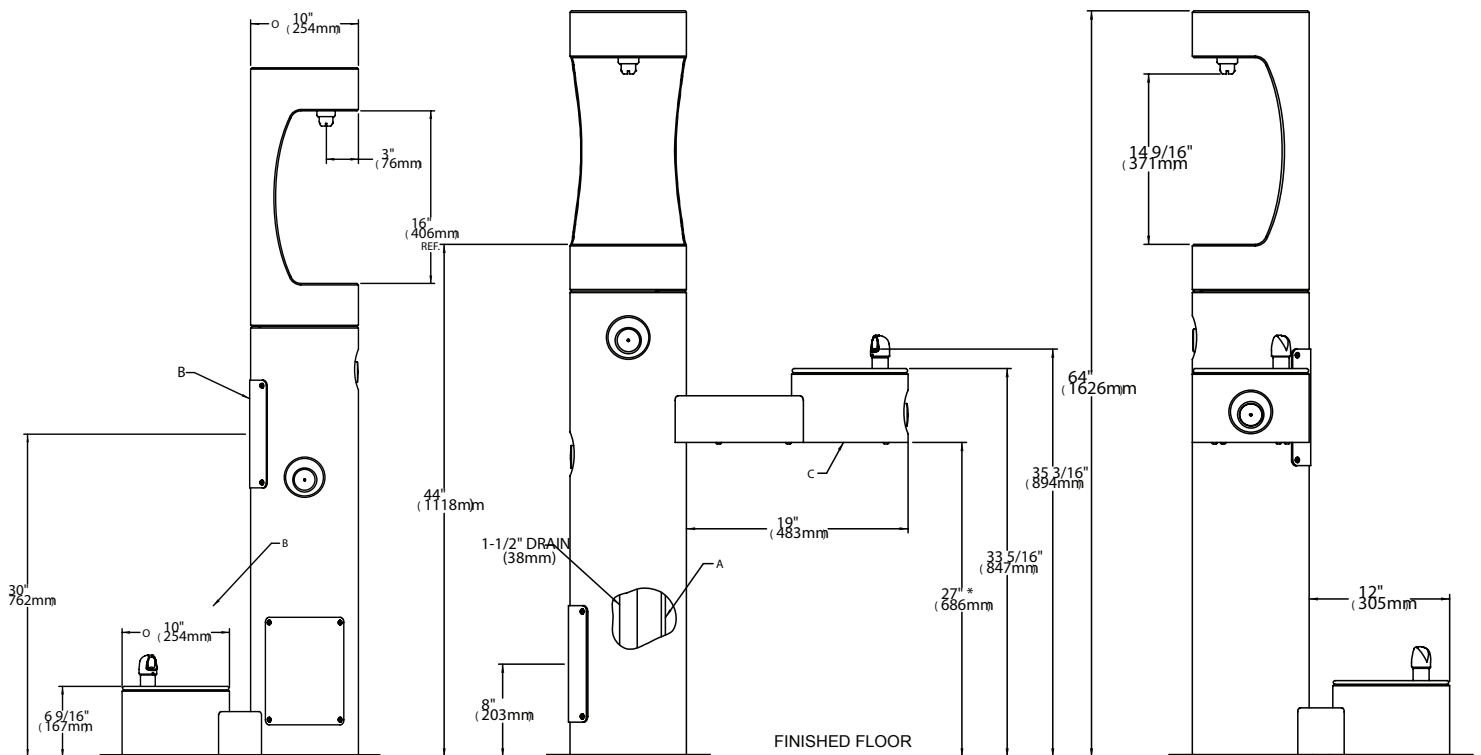 O 10"
(254mm)
3"
(76mm)
16"
(406mm)
REF.
B
B
30"
762mm)
O 10"
(254mm)
6 9/16"
(167mm)
44"
(1118mm)
1-1/2" DRAIN
(38mm)
A
8"
(203mm)
C
19"
(483mm)
27" *
(686mm)
33 5/16"
(847mm)
35 3/16"
(894mm)
64"
(1626mm)
FINISHED FLOOR
14 9/16"
(371mm)
12"
(305mm)